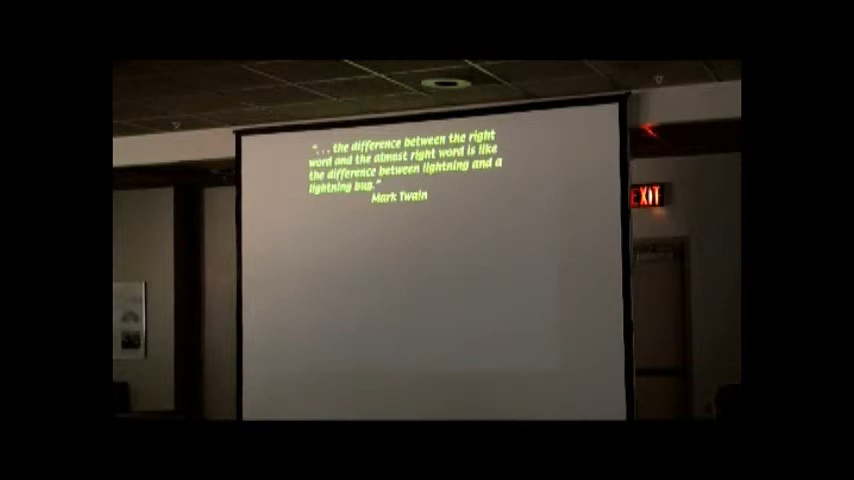 “. . . the difference between the right
word and the almost right word is like
the difference between lightning and a
lightning bug.”
Mark Twain
EXIT